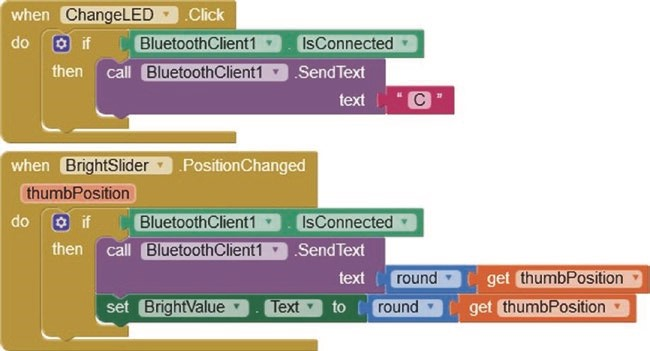 when ChangeLED .Click
do if BluetoothClient1 . IsConnected
then call BluetoothClient1 .SendText
text " C "
when BrightSlider .PositionChanged
thumbPosition
do if BluetoothClient1 . IsConnected
then call BluetoothClient1 .SendText
text round get thumbPosition
set BrightValue . Text to round get thumbPosition